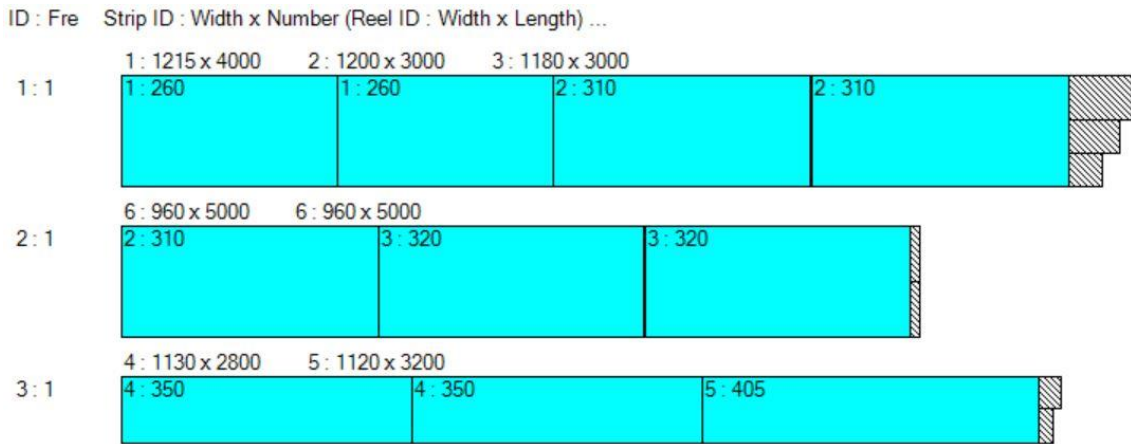 ID : Fre Strip ID : Width x Number (Reel ID : Width x Length) ...
1 : 1215 x 4000 2 : 1200 x 3000 3 : 1180 x 3000
1 : 1 1 : 260 1 : 260 2 : 310 2 : 310
6 : 960 x 5000 6 : 960 x 5000
2 : 1 2 : 310 3 : 320 3 : 320
4 : 1130 x 2800 5 : 1120 x 3200
3 : 1 4 : 350 4 : 350 5 : 405